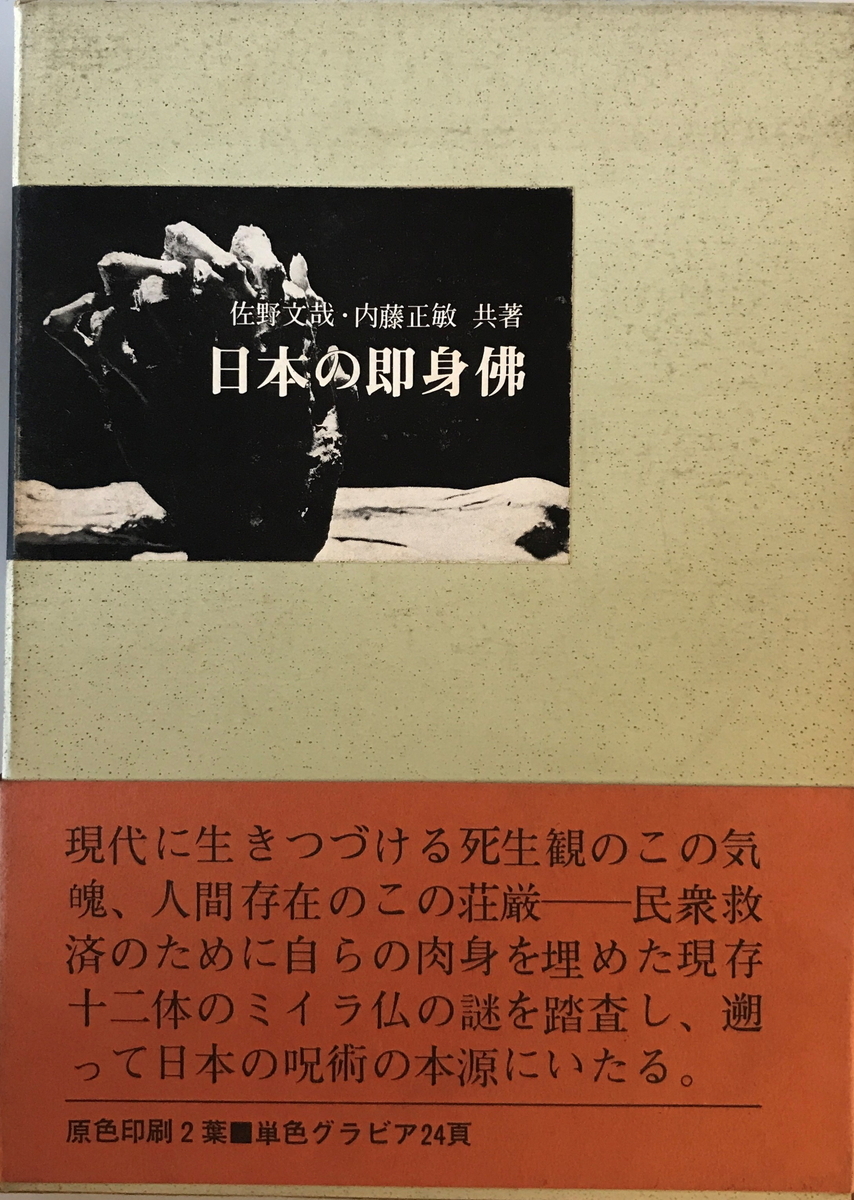 佐野文哉・内藤正敏 共著
日本の即身佛
現代に生きつづける死生観のこの気
魄、人間存在のこの荘厳――民衆救
済のために自らの肉身を埋めた現存
十二体のミイラ仏の謎を踏査し、遡
って日本の呪術の本源にいたる。
原色印刷2葉■単色グラビア24頁